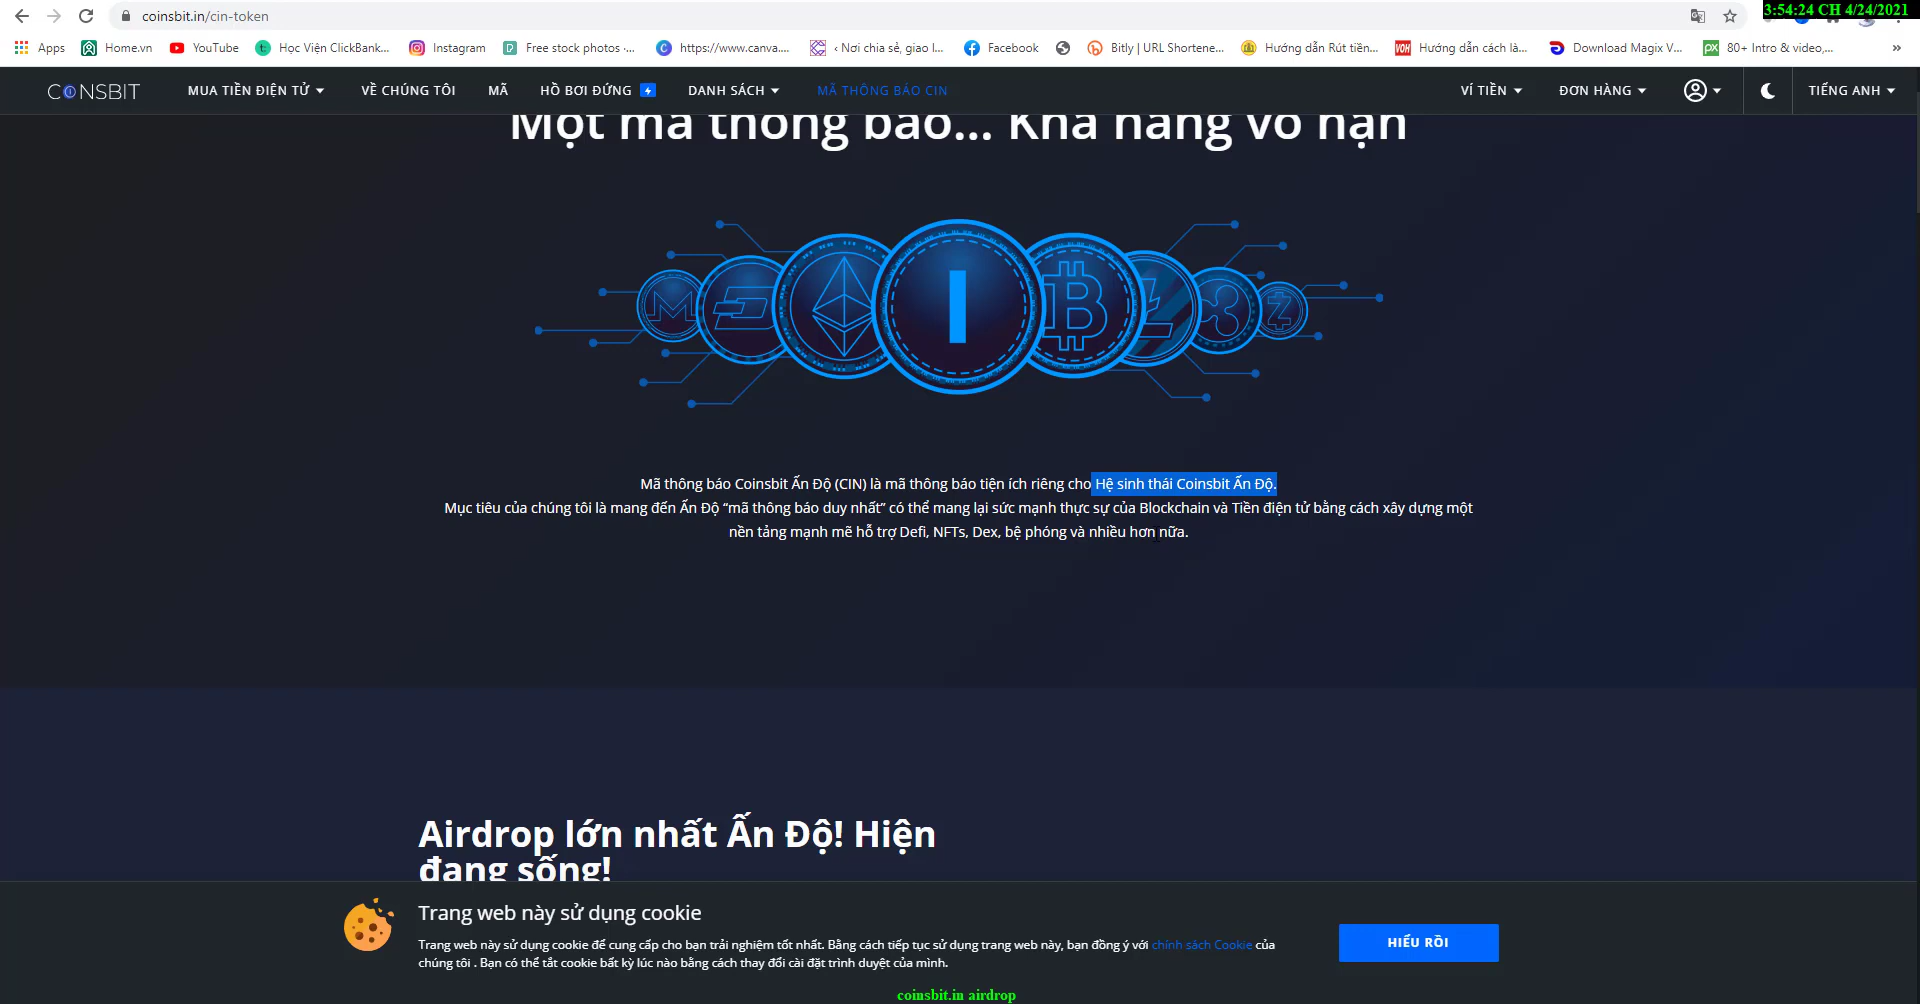 coinsbit.in/cin-token
3:54:24 CH 4/24/2021
Apps Home.vn YouTube Học Viện ClickBank... Instagram Free stock photos ·... https://www.canva.... ‹ Nơi chia sẻ, giao l... Facebook Bitly | URL Shortene... Hướng dẫn Rút tiền... Hướng dẫn cách là... Download Magix V... 80+ Intro & video,... »
COINSBIT MUA TIỀN ĐIỆN TỬ VỀ CHÚNG TÔI MÃ HỒ BƠI ĐỨNG DANH SÁCH MÃ THÔNG BÁO CIN VÍ TIỀN ĐƠN HÀNG TIẾNG ANH
Một mã thông báo... Khả năng vô hạn
Mã thông báo Coinsbit Ấn Độ (CIN) là mã thông báo tiện ích riêng cho Hệ sinh thái Coinsbit Ấn Độ.
Mục tiêu của chúng tôi là mang đến Ấn Độ “mã thông báo duy nhất” có thể mang lại sức mạnh thực sự của Blockchain và Tiền điện tử bằng cách xây dựng một
nền tảng mạnh mẽ hỗ trợ Defi, NFTs, Dex, bệ phóng và nhiều hơn nữa.
Airdrop lớn nhất Ấn Độ! Hiện
đang sống!
Trang web này sử dụng cookie
Trang web này sử dụng cookie để cung cấp cho bạn trải nghiệm tốt nhất. Bằng cách tiếp tục sử dụng trang web này, bạn đồng ý với chính sách Cookie của
chúng tôi . Bạn có thể tắt cookie bất kỳ lúc nào bằng cách thay đổi cài đặt trình duyệt của mình.
HIỂU RỒI
coinsbit.in airdrop